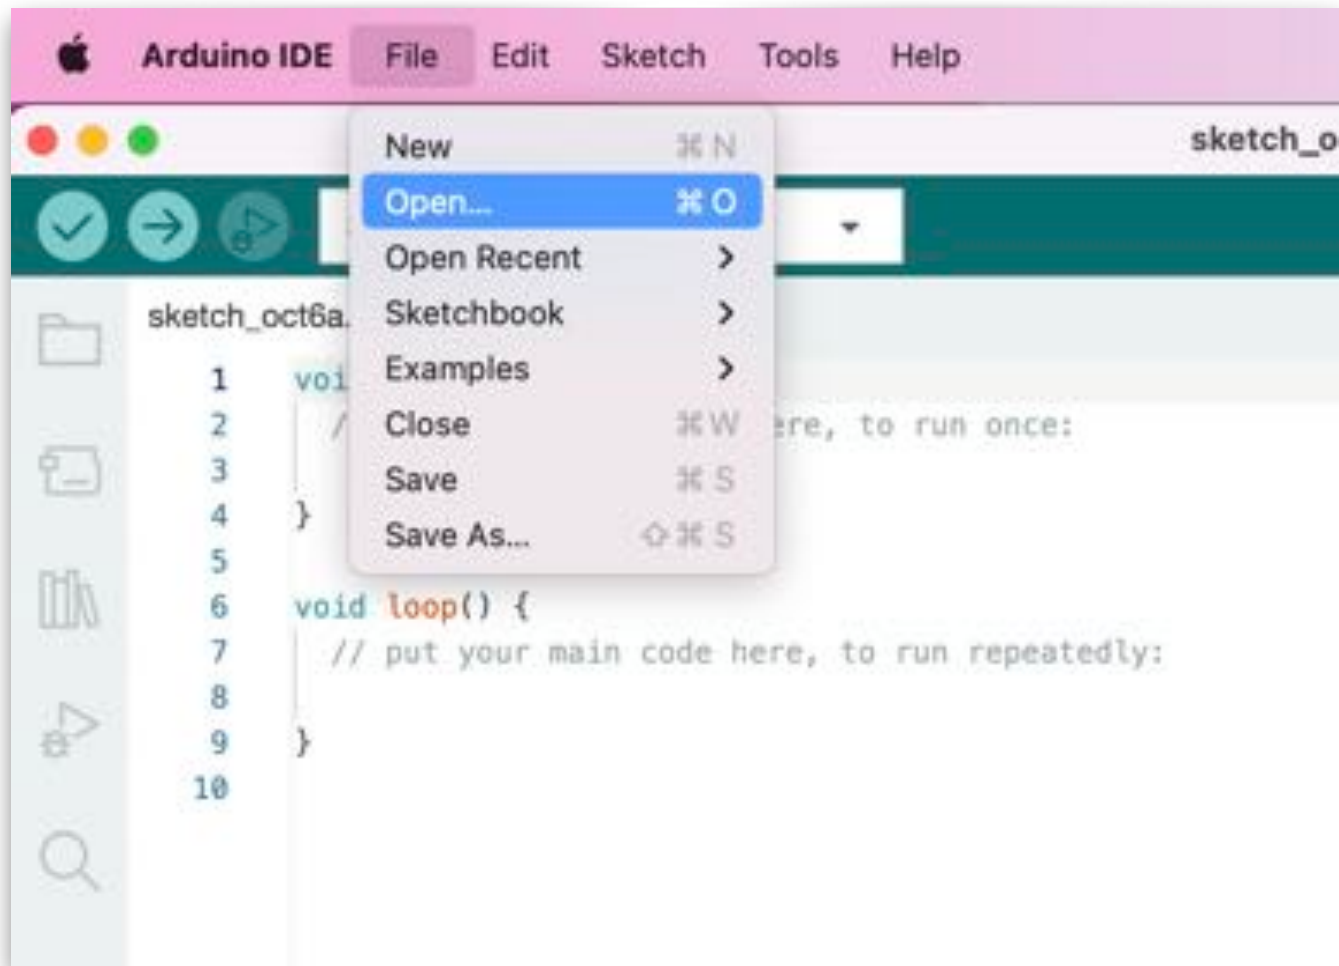 Arduino IDE File Edit Sketch Tools Help
sketch_o
New ⌘ N
Open... ⌘ O
Open Recent >
Sketchbook >
Examples >
Close ⌘ W
Save ⌘ S
Save As... ⇧ ⌘ S
sketch_oct6a.
1 voi
2 / ere, to run once:
3
4 }
5
6 void loop() {
7 // put your main code here, to run repeatedly:
8
9 }
10